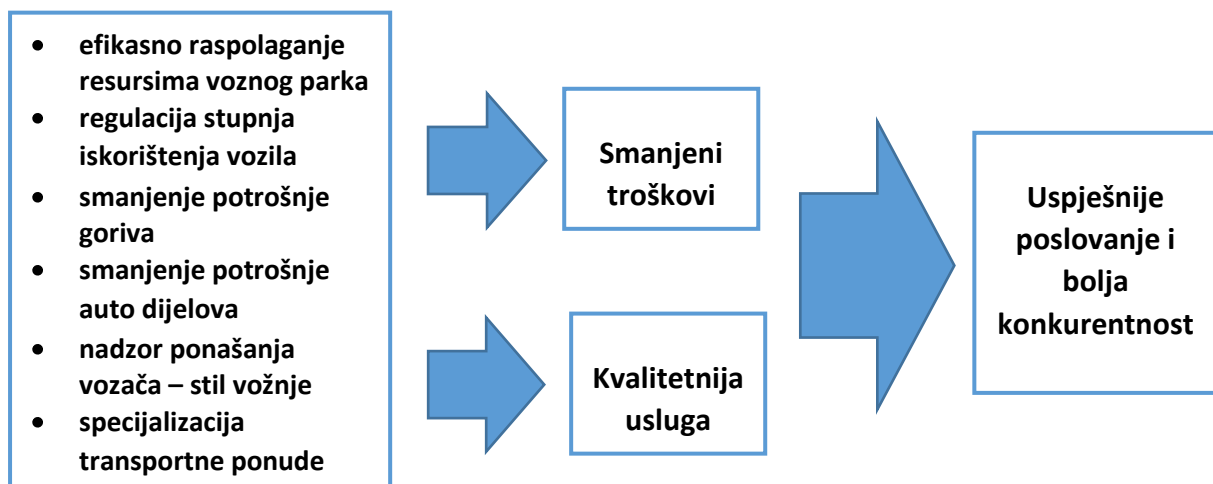 • efikasno raspolaganje
resursima voznog parka
• regulacija stupnja
iskorištenja vozila
• smanjenje potrošnje
goriva
• smanjenje potrošnje
auto dijelova
• nadzor ponašanja
vozača – stil vožnje
• specijalizacija
transportne ponude
Smanjeni
troškovi
Kvalitetnija
usluga
Uspješnije
poslovanje i
bolja
konkurentnost